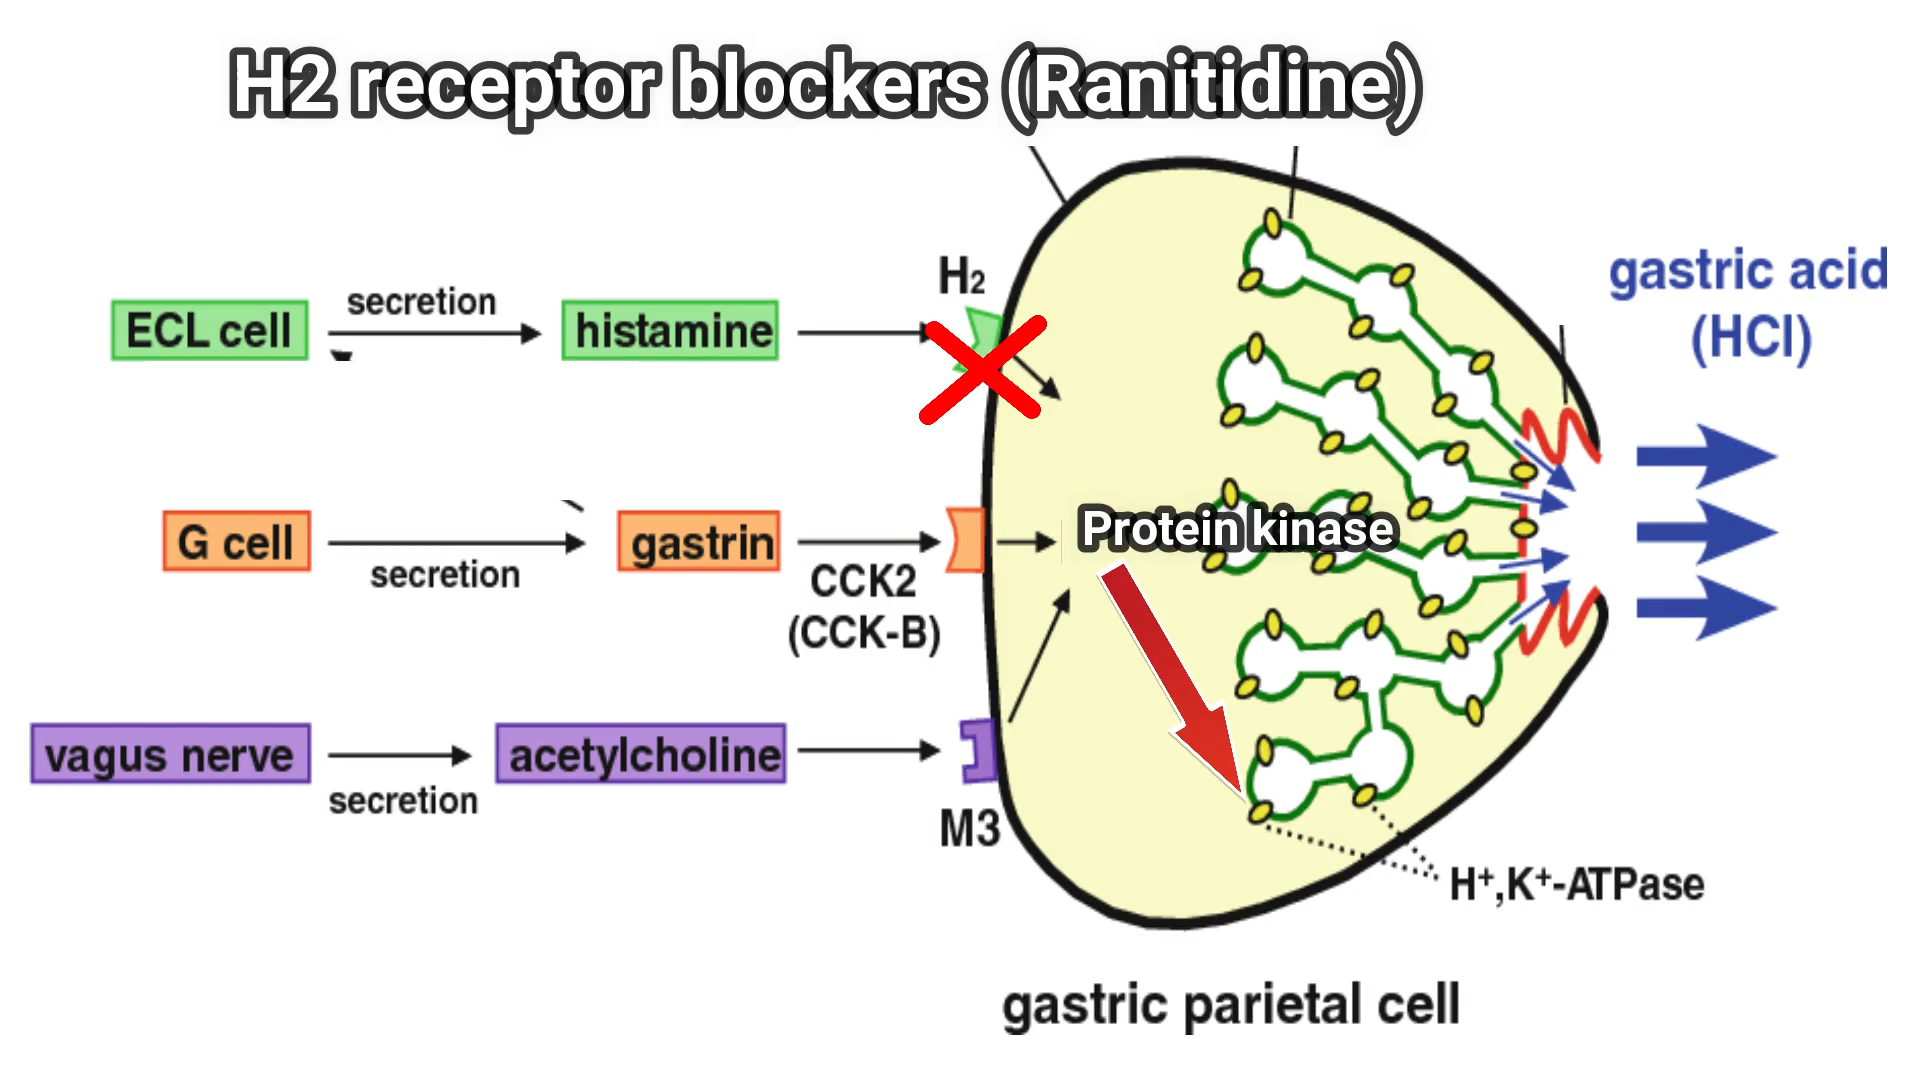 H2 receptor blockers (Ranitidine)
H₂
gastric acid
(HCl)
secretion
ECL cell
histamine
Protein kinase
G cell
gastrin
secretion
CCK2
(CCK-B)
vagus nerve
acetylcholine
secretion
M3
H⁺,K⁺-ATPase
gastric parietal cell